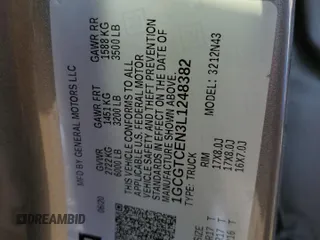 MFD BY GENERAL MOTORS LLC
06/20
GVWR
2722 KG
6000 LB
GAWR FRT
1451 KG
3200 LB
GAWR RR
1588 KG
3500 LB
THIS VEHICLE CONFORMS TO ALL
APPLICABLE U.S. FEDERAL MOTOR
VEHICLE SAFETY AND THEFT PREVENTION
STANDARDS IN EFFECT ON THE DATE OF
MANUFACTURE SHOWN ABOVE.
1GCGTCEN3L1248382
TYPE: TRUCK
MODEL: 3212N43
SIZE
RIM
17X8.0J
17X8.0J
16X7.0J
DREAMBID